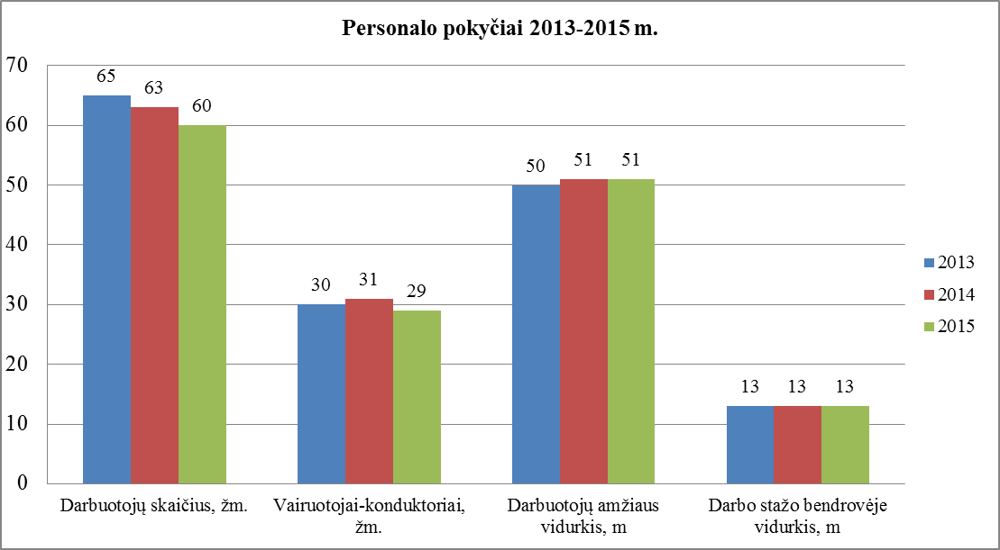 Personalo pokyčiai 2013-2015 m.
70
60
50
40
30
20
10
0
65
63
60
30
31
29
50
51
51
13
13
13
Darbuotojų skaičius, žm.
Vairuotojai-konduktoriai,
žm.
Darbuotojų amžiaus
vidurkis, m
Darbo stažo bendrovėje
vidurkis, m
2013
2014
2015